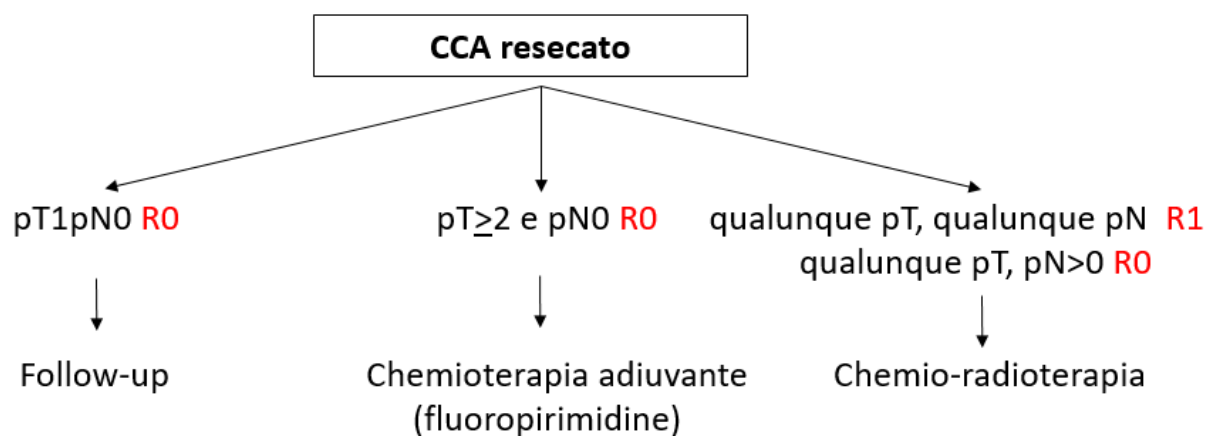 CCA resecato
pT1pN0 R0
pT≥2 e pN0 R0
qualunque pT, qualunque pN R1
qualunque pT, pN>0 R0
Follow-up
Chemioterapia adiuvante
(fluoropirimidine)
Chemio-radioterapia